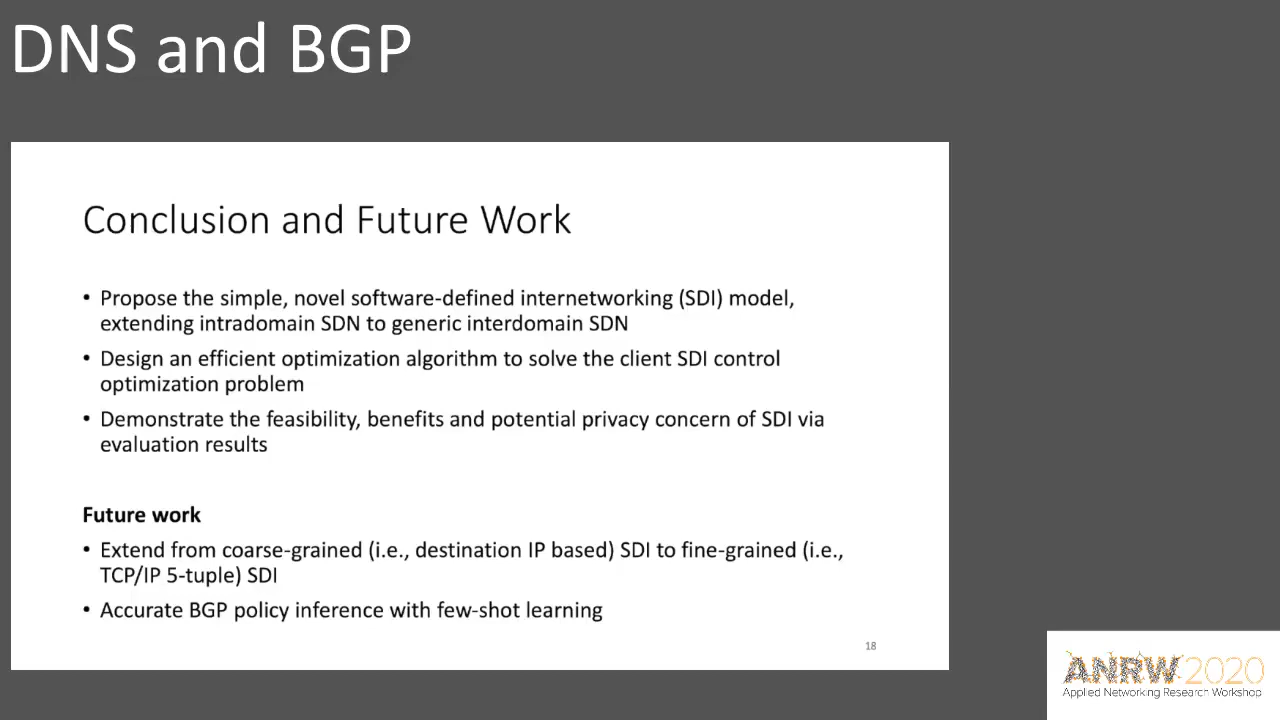 DNS and BGP
Conclusion and Future Work
• Propose the simple, novel software-defined internetworking (SDI) model,
extending intradomain SDN to generic interdomain SDN
• Design an efficient optimization algorithm to solve the client SDI control
optimization problem
• Demonstrate the feasibility, benefits and potential privacy concern of SDI via
evaluation results
Future work
• Extend from coarse-grained (i.e., destination IP based) SDI to fine-grained (i.e.,
TCP/IP 5-tuple) SDI
• Accurate BGP policy inference with few-shot learning
18
ANRW2020
Applied Networking Research Workshop